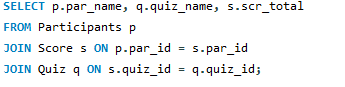 SELECT p.par_name, q.quiz_name, s.scr_total
FROM Participants p
JOIN Score s ON p.par_id = s.par_id
JOIN Quiz q ON s.quiz_id = q.quiz_id;